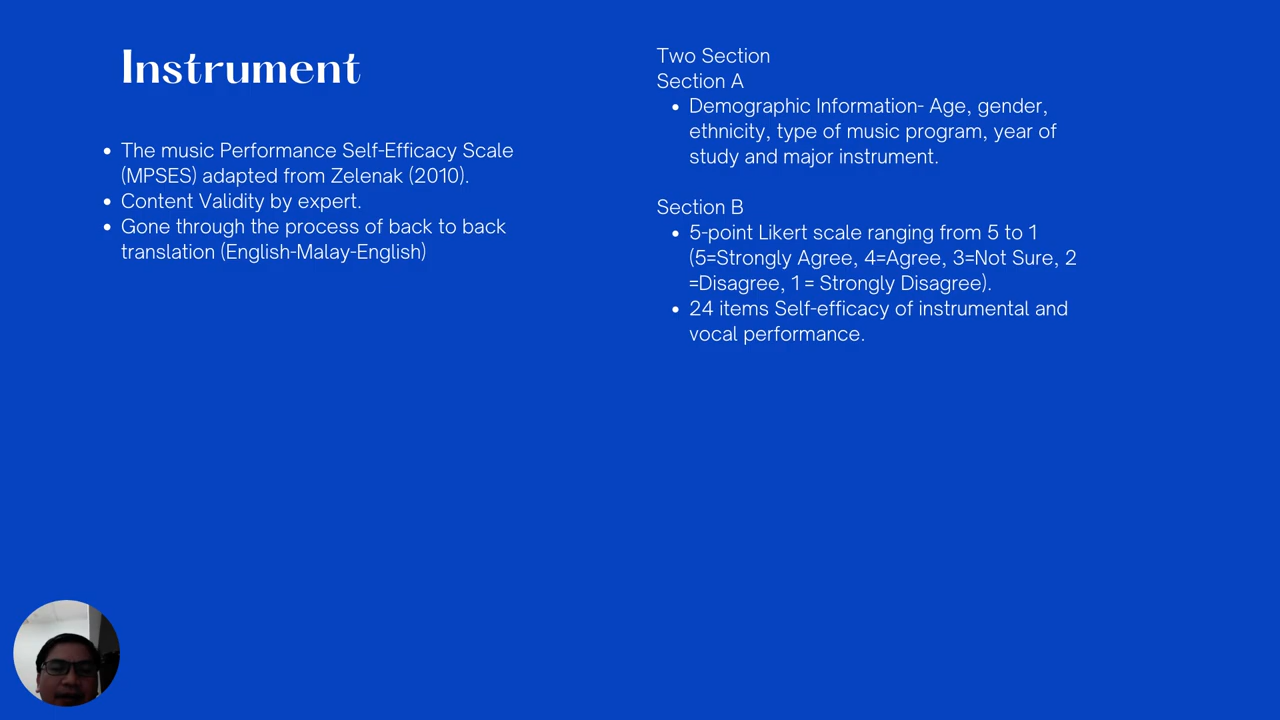 Instrument
The music Performance Self-Efficacy Scale
(MPSES) adapted from Zelenak (2010).
Content Validity by expert.
Gone through the process of back to back
translation (English-Malay-English)
Two Section
Section A
Demographic Information- Age, gender,
ethnicity, type of music program, year of
study and major instrument.
Section B
5-point Likert scale ranging from 5 to 1
(5=Strongly Agree, 4=Agree, 3=Not Sure, 2
=Disagree, 1 = Strongly Disagree).
24 items Self-efficacy of instrumental and
vocal performance.